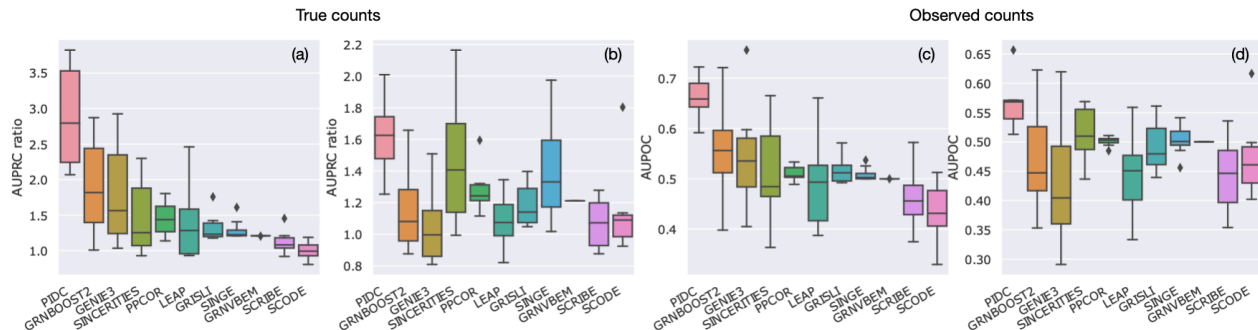 True counts
Observed counts
(a)
AUPRC ratio
3.5
3.0
2.5
2.0
1.5
1.0
PIDC
GRNBOOST2
GENIE3
SINCERITIES
PPCOR
LEAP
GRISLI
SINGE
GRNVBEM
SCRIBE
SCODE
(b)
AUPRC ratio
2.2
2.0
1.8
1.6
1.4
1.2
1.0
0.8
PIDC
GRNBOOST2
GENIE3
SINCERITIES
PPCOR
LEAP
GRISLI
SINGE
GRNVBEM
SCRIBE
SCODE
(c)
AUPOC
0.7
0.6
0.5
0.4
PIDC
GRNBOOST2
GENIE3
SINCERITIES
PPCOR
LEAP
GRISLI
SINGE
GRNVBEM
SCRIBE
SCODE
(d)
AUPOC
0.65
0.60
0.55
0.50
0.45
0.40
0.35
0.30
PIDC
GRNBOOST2
GENIE3
SINCERITIES
PPCOR
LEAP
GRISLI
SINGE
GRNVBEM
SCRIBE
SCODE